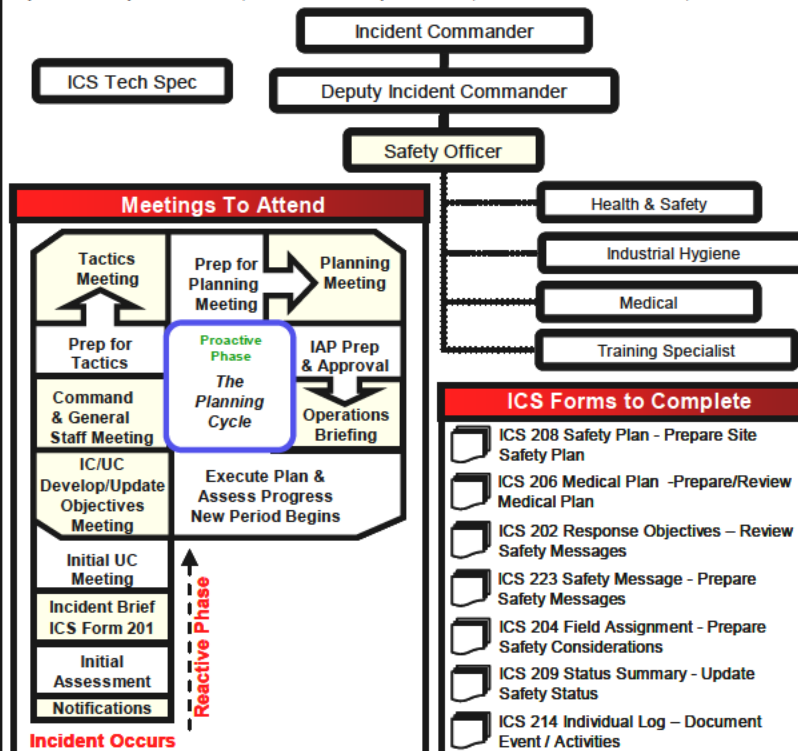 Incident Commander
ICS Tech Spec
Deputy Incident Commander
Safety Officer
Health & Safety
Industrial Hygiene
Medical
Training Specialist
Meetings To Attend
Tactics
Meeting
Prep for
Planning
Meeting
Planning
Meeting
Prep for
Tactics
Proactive
Phase
The
Planning
Cycle
IAP Prep
& Approval
Command
& General
Staff Meeting
Operations
Briefing
IC/UC
Develop/Update
Objectives
Meeting
Execute Plan &
Assess Progress
New Period Begins
Initial UC
Meeting
Incident Brief
ICS Form 201
Initial
Assessment
Notifications
Reactive Phase
Incident Occurs
ICS Forms to Complete
ICS 208 Safety Plan - Prepare Site
Safety Plan
ICS 206 Medical Plan -Prepare/Review
Medical Plan
ICS 202 Response Objectives – Review
Safety Messages
ICS 223 Safety Message - Prepare
Safety Messages
ICS 204 Field Assignment - Prepare
Safety Considerations
ICS 209 Status Summary - Update
Safety Status
ICS 214 Individual Log – Document
Event / Activities